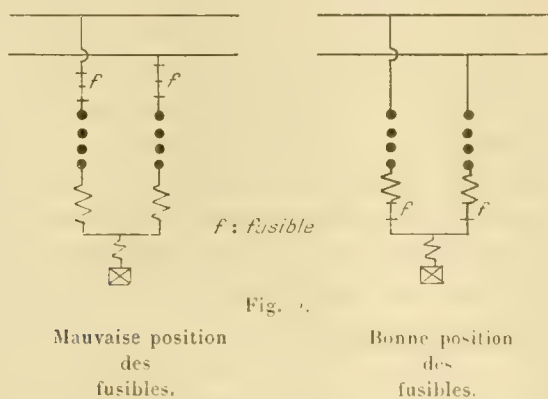 f f
f f
f : fusible
Fig.
Mauvaise position
des
fusibles.
Bonne position
des
fusibles.